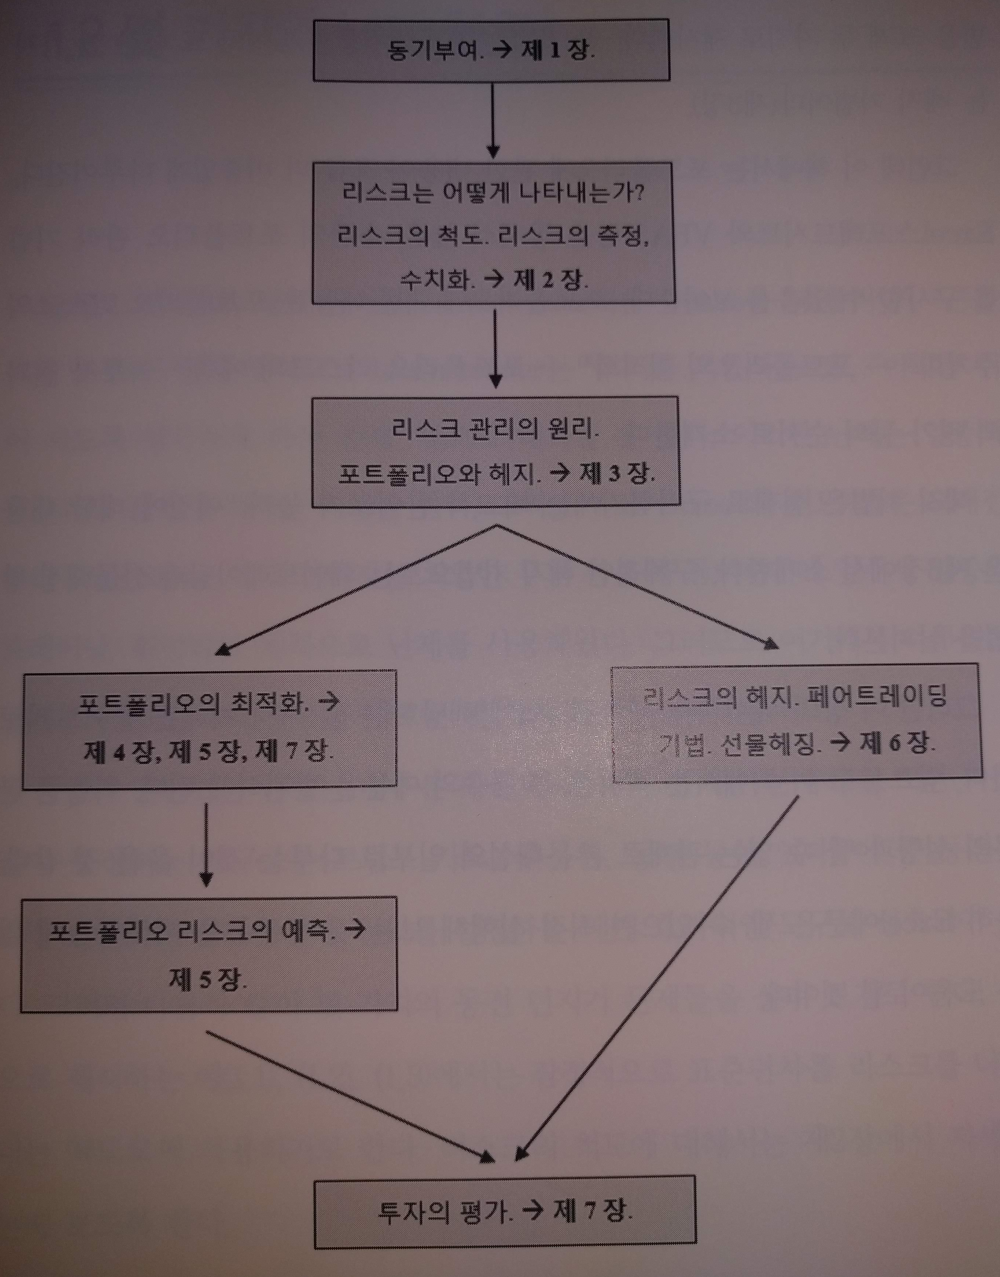 동기부여. → 제 1 장.
리스크는 어떻게 나타내는가?
리스크의 척도. 리스크의 측정,
수치화. → 제 2 장.
리스크 관리의 원리.
포트폴리오와 헤지. → 제 3 장.
포트폴리오의 최적화. →
제 4 장, 제 5 장, 제 7 장.
리스크의 헤지. 페어트레이딩
기법. 선물헤징. → 제 6 장.
포트폴리오 리스크의 예측. →
제 5 장.
투자의 평가. → 제 7 장.